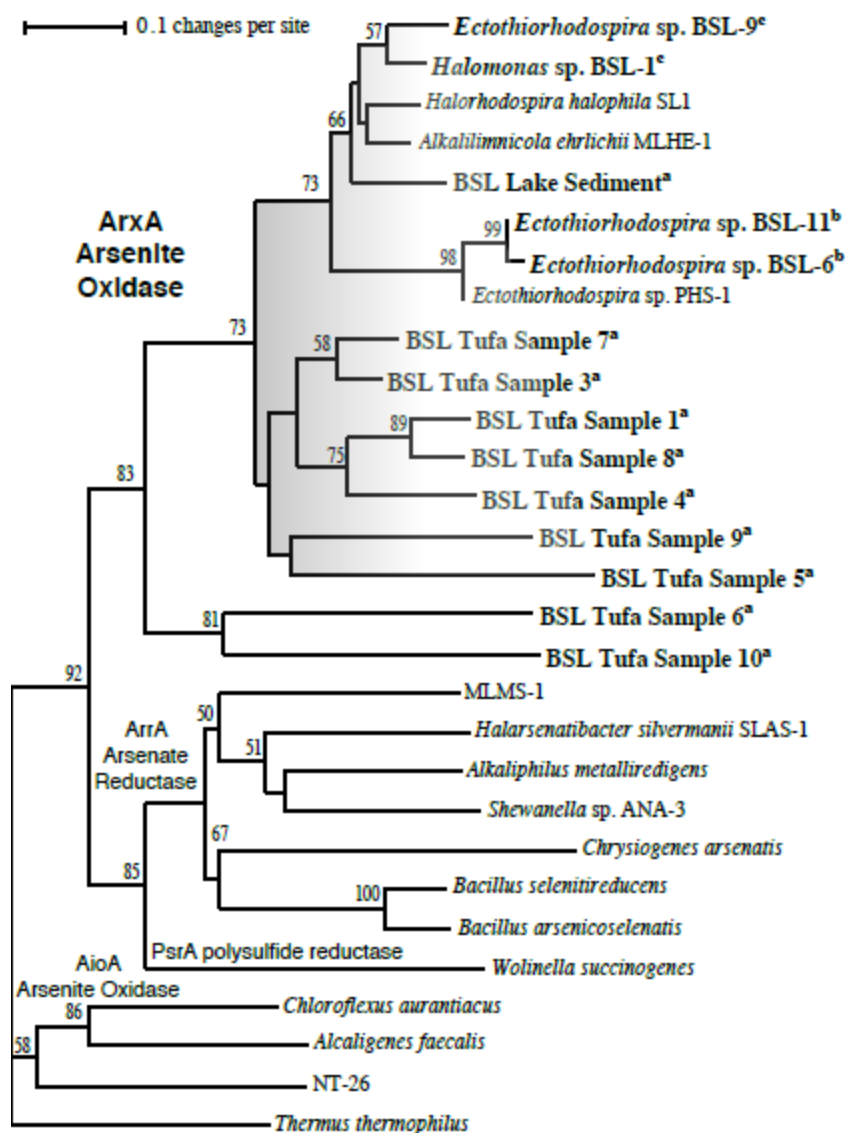 0.1 changes per site
57
Ectothiorhodospira sp. BSL-9e
Halomonas sp. BSL-1e
Halorhodospira halophila SL1
66
Alkalilimnicola ehrlichii MLHE-1
73
BSL Lake Sedimenta
ArxA
Arsenite
Oxidase
99
Ectothiorhodospira sp. BSL-11b
98
Ectothiorhodospira sp. BSL-6b
Ectothiorhodospira sp. PHS-1
73
58
BSL Tufa Sample 7a
BSL Tufa Sample 3a
89
BSL Tufa Sample 1a
75
BSL Tufa Sample 8a
83
BSL Tufa Sample 4a
BSL Tufa Sample 9a
BSL Tufa Sample 5a
81
BSL Tufa Sample 6a
BSL Tufa Sample 10a
92
50
MLMS-1
ArrA
Arsenate
Reductase
51
Halarsenatibacter silvermanii SLAS-1
Alkaliphilus metalliredigens
Shewanella sp. ANA-3
67
Chrysiogenes arsenatis
85
100
Bacillus selenitireducens
Bacillus arsenicoselenatis
PsrA polysulfide reductase
Wolinella succinogenes
AioA
Arsenite Oxidase
86
Chloroflexus aurantiacus
58
Alcaligenes faecalis
NT-26
Thermus thermophilus